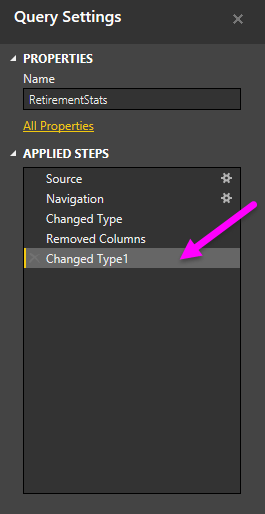 Query Settings
PROPERTIES
Name
RetirementStats
All Properties
APPLIED STEPS
Source
Navigation
Changed Type
Removed Columns
Changed Type1